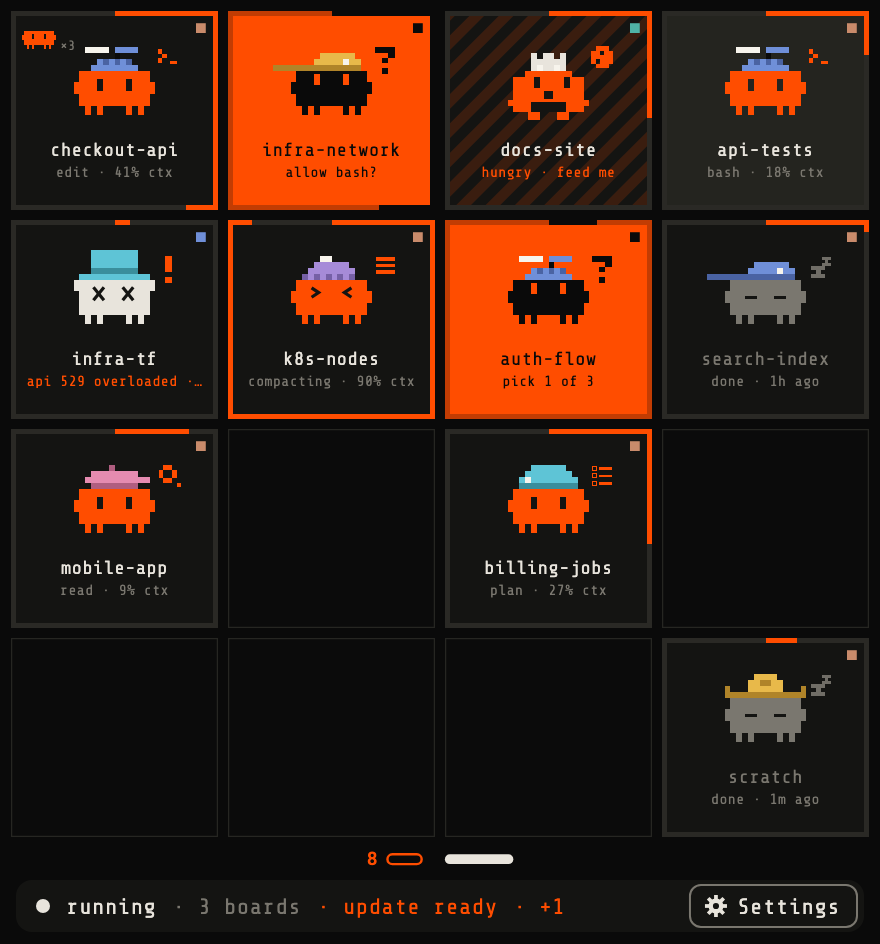 ×3
checkout-api
edit · 41% ctx
infra-network
allow bash?
docs-site
hungry · feed me
api-tests
bash · 18% ctx
infra-tf
api 529 overloaded ·…
k8s-nodes
compacting · 90% ctx
auth-flow
pick 1 of 3
search-index
done · 1h ago
mobile-app
read · 9% ctx
billing-jobs
plan · 27% ctx
scratch
done · 1m ago
8
running · 3 boards · update ready · +1
Settings